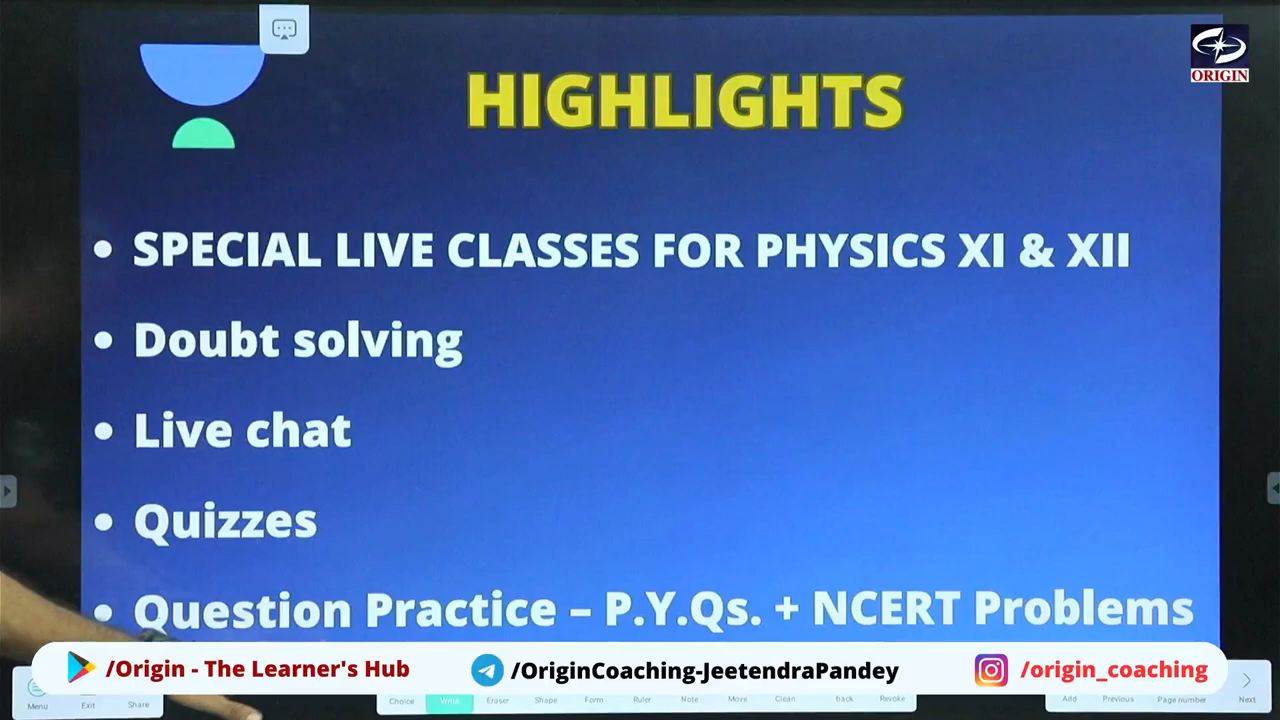 ORIGIN
HIGHLIGHTS
• SPECIAL LIVE CLASSES FOR PHYSICS XI & XII
• Doubt solving
• Live chat
• Quizzes
• Question Practice – P.Y.Qs. + NCERT Problems
/Origin - The Learner's Hub
/OriginCoaching-JeetendraPandey
/origin_coaching
Menu
Exit
Share
Choice
Write
Eraser
Shape
Form
Ruler
Note
Move
Clean
back
Revoke
Add
Previous
Page number
Next